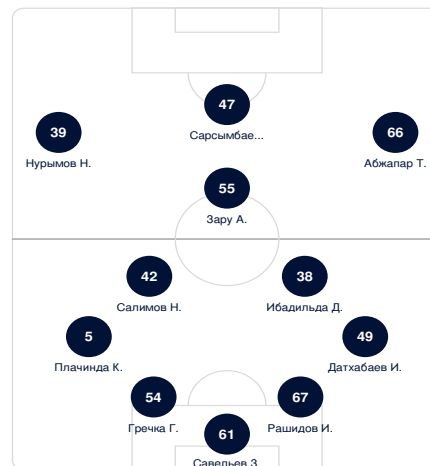 47
39
66
Сарсымбае...
Нурымов Н.
Абжапар Т.
55
Зару А.
42
38
Салимов Н.
Ибадильда Д.
5
49
Плачинда К.
Датхабаев И.
54
67
Гречка Г.
Рашидов И.
61
Савельев З.